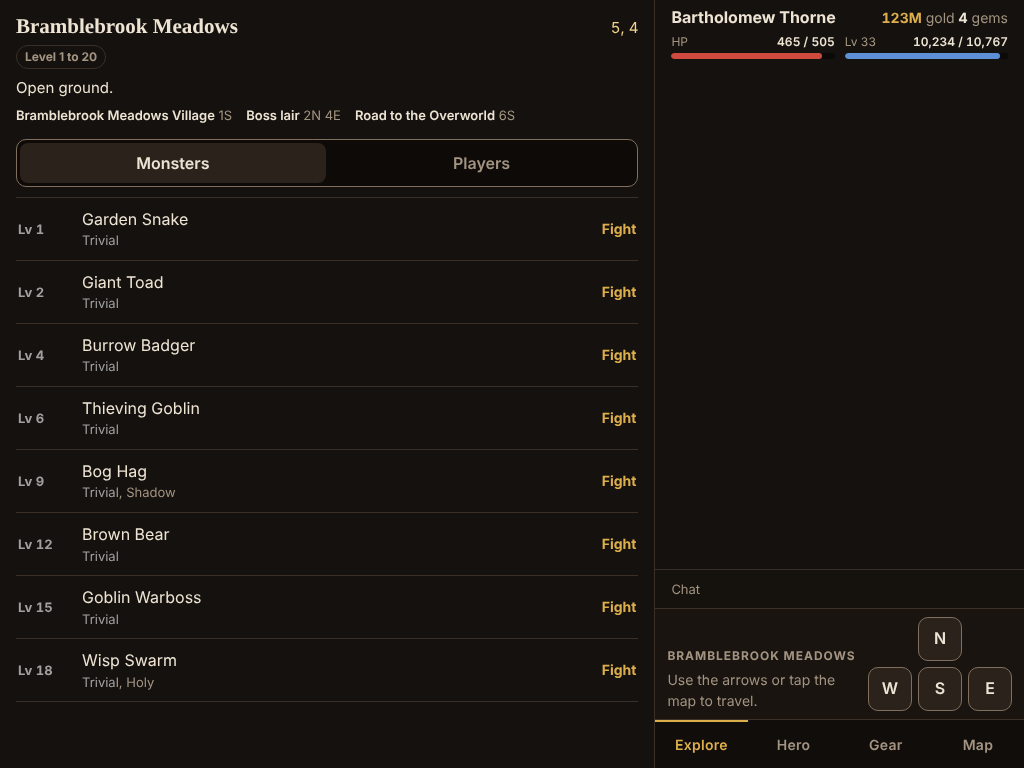 Bramblebrook Meadows
5, 4
Level 1 to 20
Open ground.
Bramblebrook Meadows Village 1S Boss lair 2N 4E Road to the Overworld 6S
Monsters
Players
Lv 1
Garden Snake
Trivial
Fight
Lv 2
Giant Toad
Trivial
Fight
Lv 4
Burrow Badger
Trivial
Fight
Lv 6
Thieving Goblin
Trivial
Fight
Lv 9
Bog Hag
Trivial, Shadow
Fight
Lv 12
Brown Bear
Trivial
Fight
Lv 15
Goblin Warboss
Trivial
Fight
Lv 18
Wisp Swarm
Trivial, Holy
Fight
Bartholomew Thorne
123M gold 4 gems
HP 465 / 505
Lv 33 10,234 / 10,767
Chat
BRAMBLEBROOK MEADOWS
Use the arrows or tap the
map to travel.
N
W S E
Explore Hero Gear Map